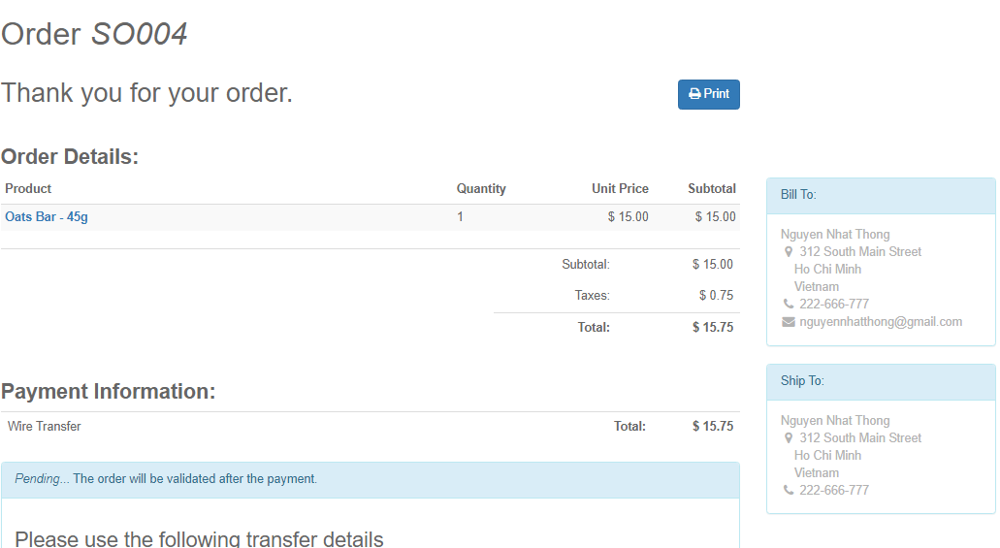 Order SO004
Thank you for your order.
Print
Order Details:
Product Quantity Unit Price Subtotal
Oats Bar - 45g 1 $ 15.00 $ 15.00
Subtotal: $ 15.00
Taxes: $ 0.75
Total: $ 15.75
Payment Information:
Wire Transfer Total: $ 15.75
Pending... The order will be validated after the payment.
Please use the following transfer details
Bill To:
Nguyen Nhat Thong
312 South Main Street
Ho Chi Minh
Vietnam
222-666-777
nguyennhatthong@gmail.com
Ship To:
Nguyen Nhat Thong
312 South Main Street
Ho Chi Minh
Vietnam
222-666-777